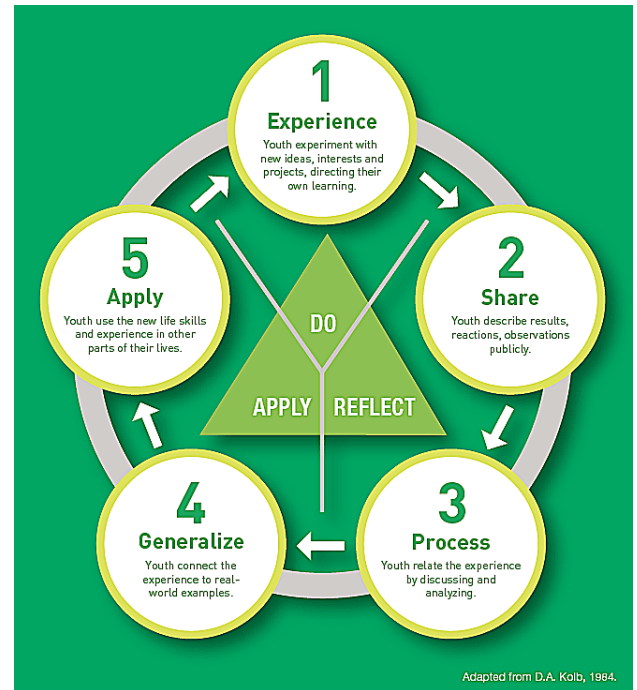 1
Experience
Youth experiment with
new ideas, interests and
projects, directing their
own learning.
2
Share
Youth describe results,
reactions, observations
publicly.
3
Process
Youth relate the experience
by discussing and
analyzing.
4
Generalize
Youth connect the
experience to real-
world examples.
5
Apply
Youth use the new life skills
and experience in other
parts of their lives.
DO
APPLY REFLECT
Adapted from D.A. Kolb, 1984.